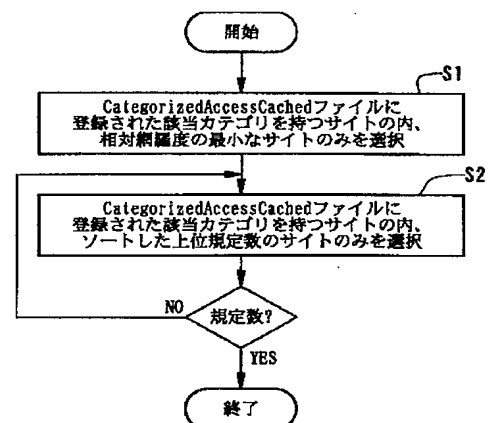 開始
S1
CategorizedAccessCachedファイルに
登録された該当カテゴリを持つサイトの内、
相対網羅度の最小なサイトのみを選択
S2
CategorizedAccessCachedファイルに
登録された該当カテゴリを持つサイトの内、
ソートした上位規定数のサイトのみを選択
NO
規定数?
YES
終了